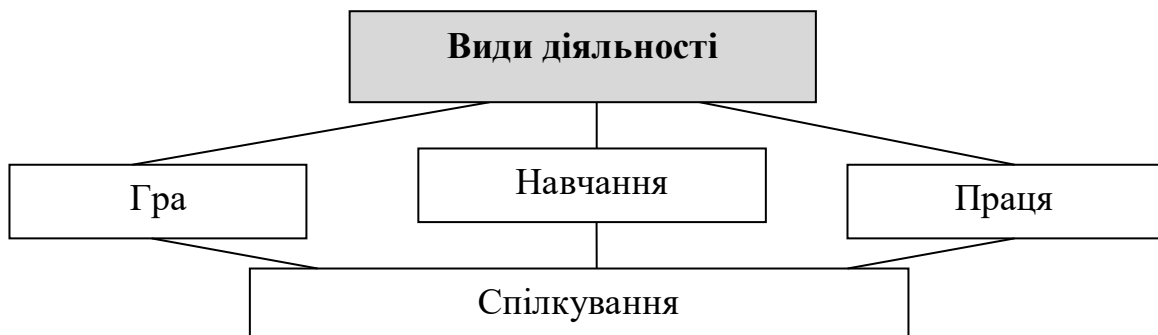 Види діяльності
Гра
Навчання
Праця
Спілкування